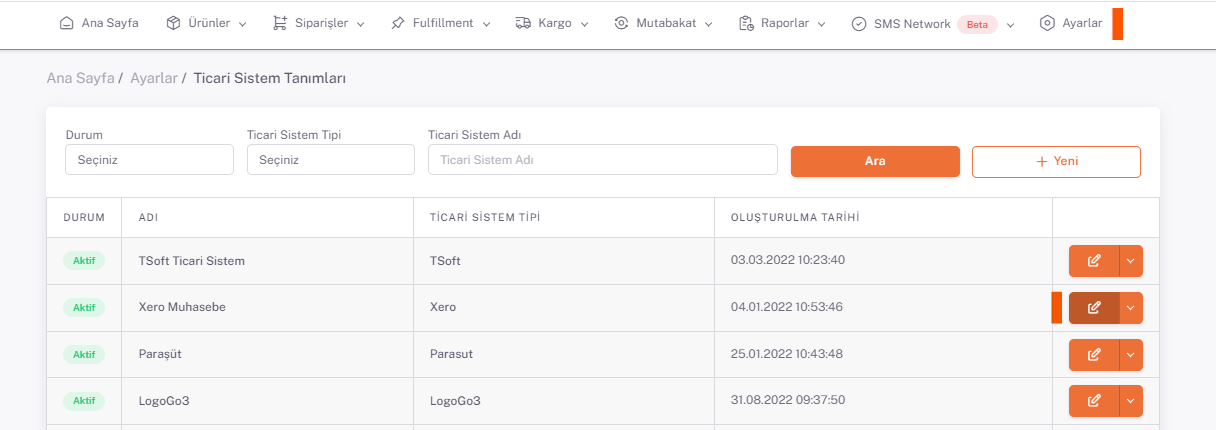 Ana Sayfa Ürünler Siparişler Fulfillment Kargo Mutabakat Raporlar SMS Network Beta Ayarlar
Ana Sayfa / Ayarlar / Ticari Sistem Tanımları
Durum Ticari Sistem Tipi Ticari Sistem Adı
Seçiniz Seçiniz Ticari Sistem Adı Ara + Yeni
DURUM ADI TİCARİ SİSTEM TİPİ OLUŞTURULMA TARİHİ
Aktif TSoft Ticari Sistem TSoft 03.03.2022 10:23:40
Aktif Xero Muhasebe Xero 04.01.2022 10:53:46
Aktif Paraşüt Parasut 25.01.2022 10:43:48
Aktif LogoGo3 LogoGo3 31.08.2022 09:37:50